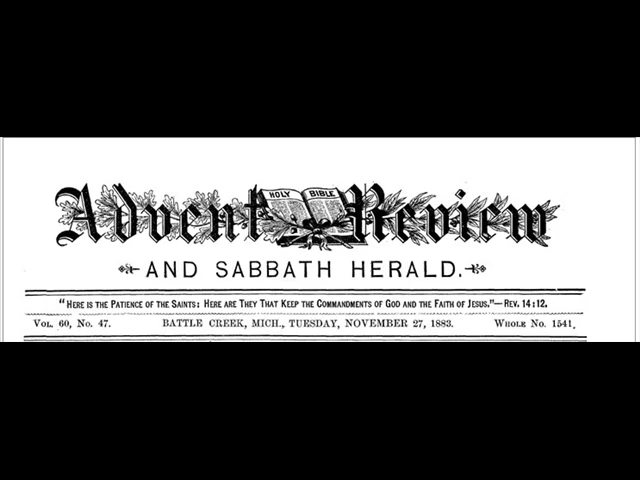 HOLY BIBLE
Advent Review
AND SABBATH HERALD.
"HERE IS THE PATIENCE OF THE SAINTS: HERE ARE THEY THAT KEEP THE COMMANDMENTS OF GOD AND THE FAITH OF JESUS."—REV. 14:12.
VOL. 60, No. 47. BATTLE CREEK, MICH., TUESDAY, NOVEMBER 27, 1883. WHOLE No. 1541.